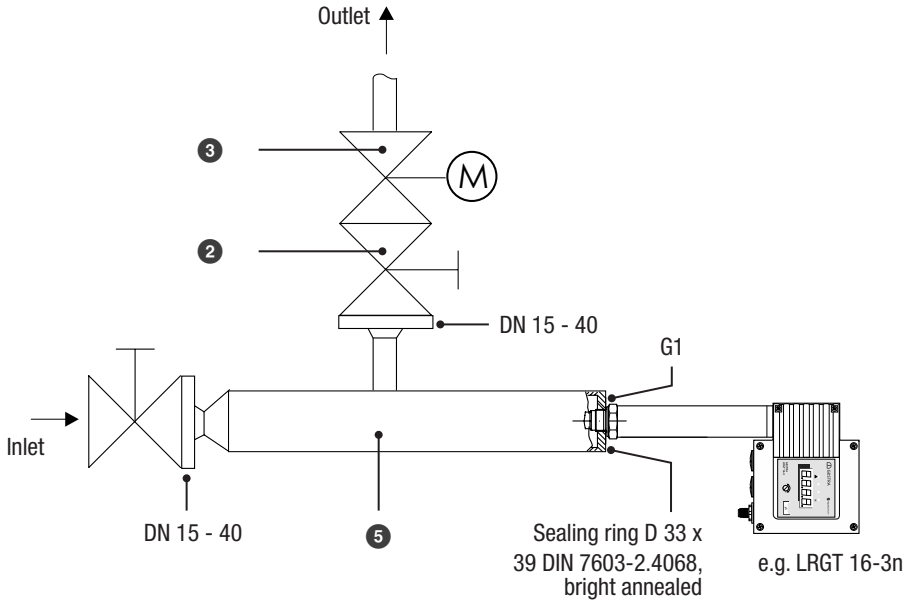 Outlet
3
M
2
DN 15 - 40
G1
Inlet
DN 15 - 40
5
Sealing ring D 33 x
39 DIN 7603-2.4068,
bright annealed
GESTRA
e.g. LRGT 16-3n